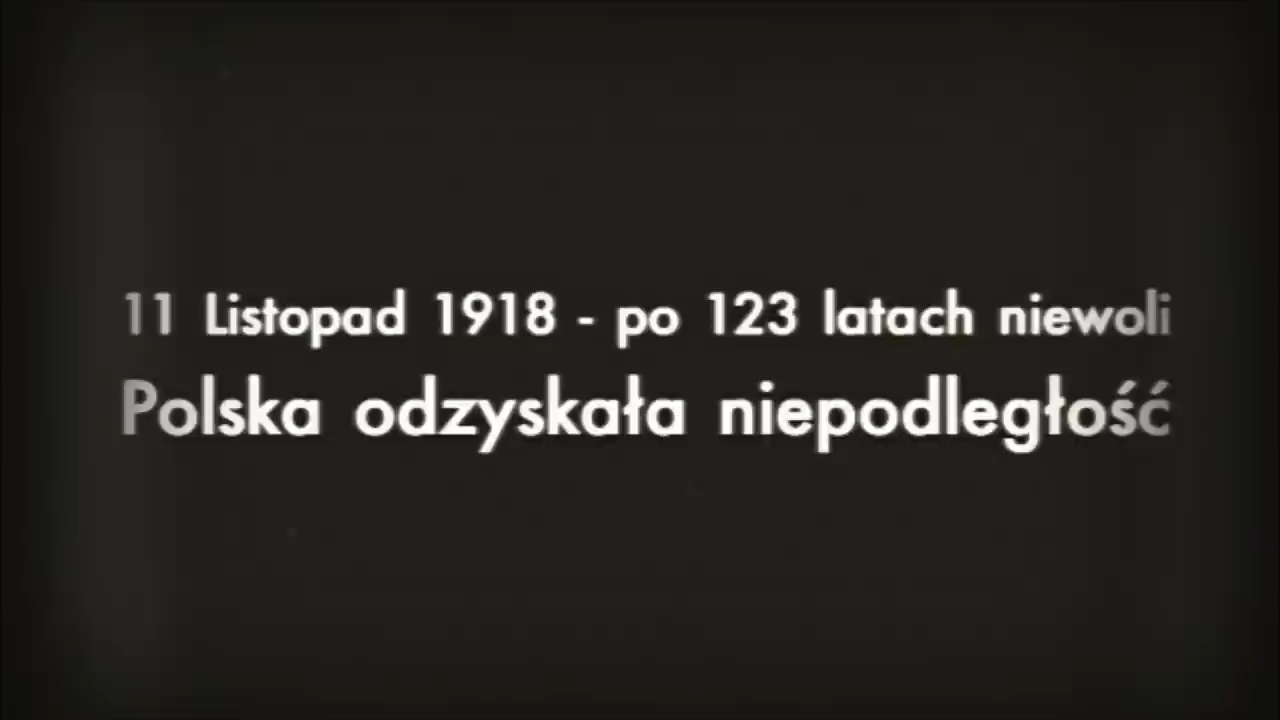 11 Listopad 1918 - po 123 latach niewoli
Polska odzyskała niepodległość